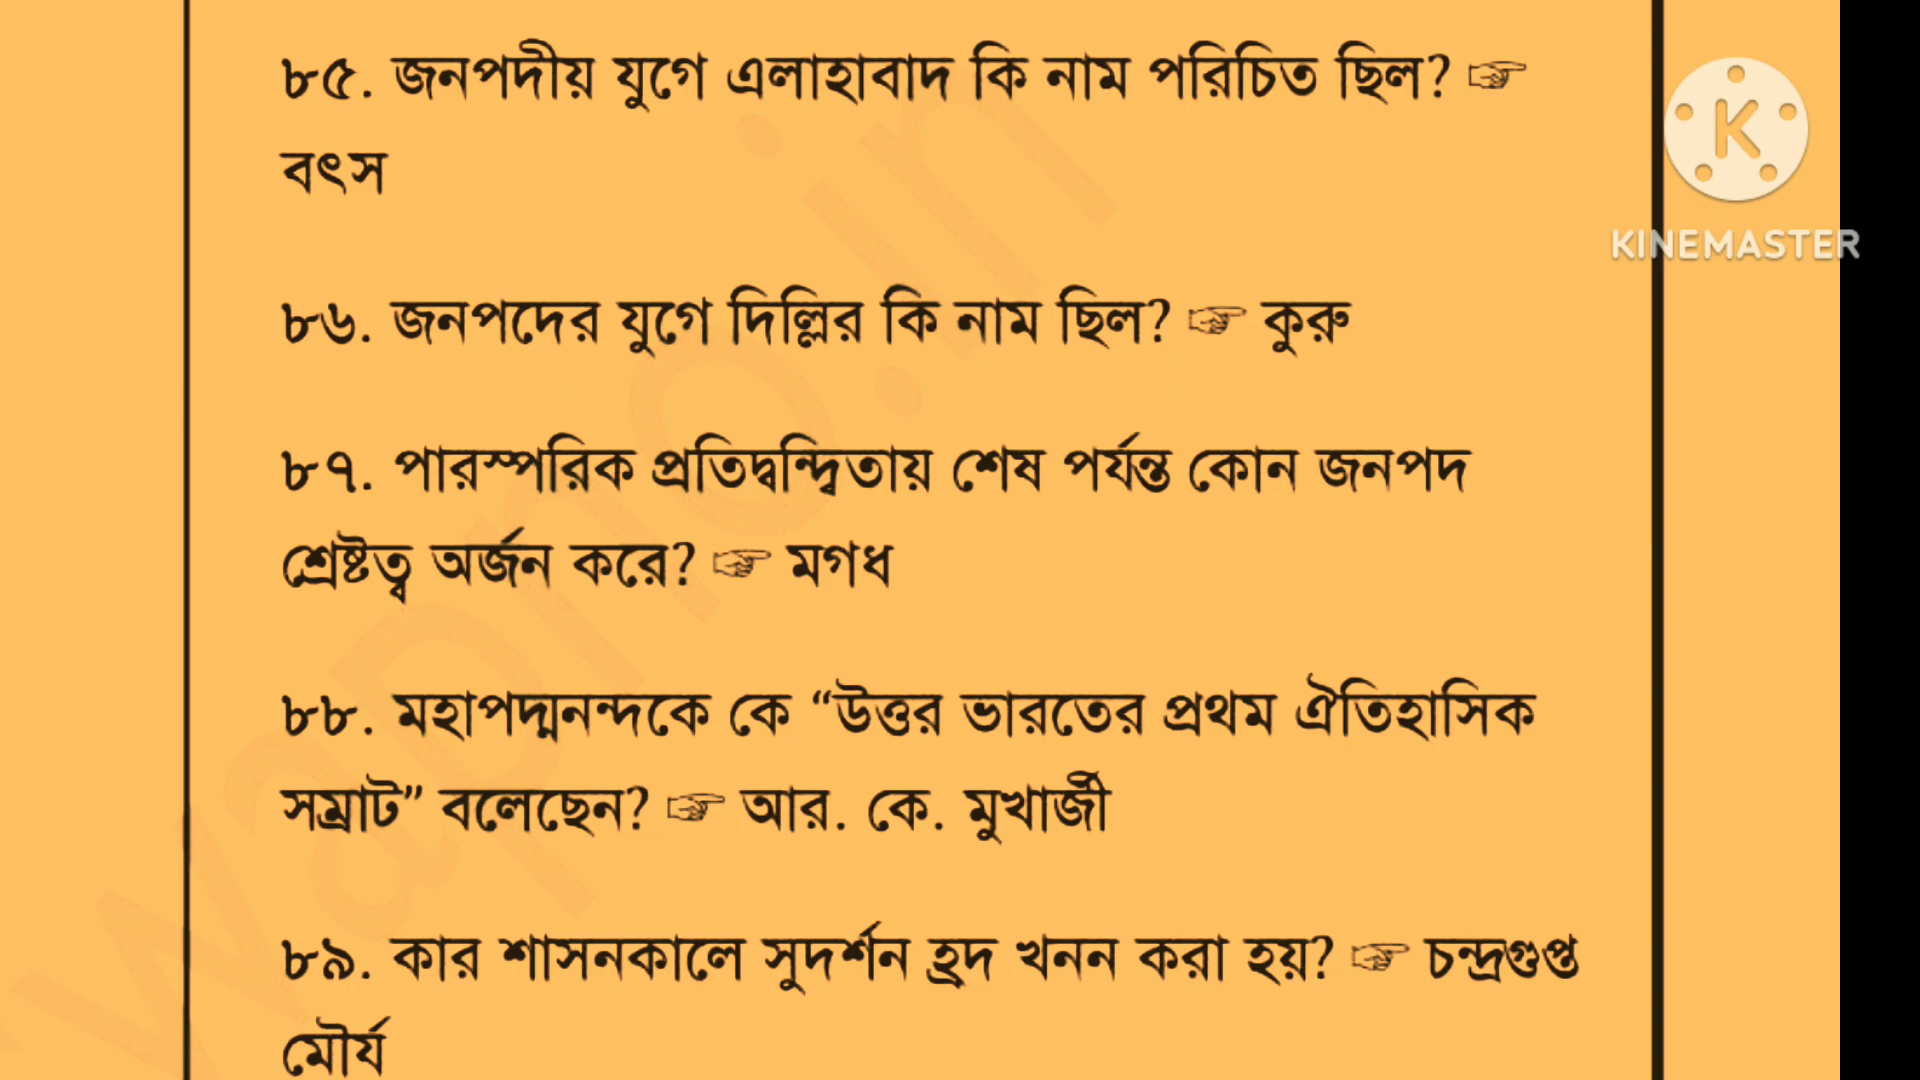 ৮৫. জনপদীয় যুগে এলাহাবাদ কি নাম পরিচিত ছিল? ☞
বৎস
৮৬. জনপদের যুগে দিল্লির কি নাম ছিল? ☞ কুরু
৮৭. পারস্পরিক প্রতিদ্বন্দ্বিতায় শেষ পর্যন্ত কোন জনপদ
শ্রেষ্টত্ব অর্জন করে? ☞ মগধ
৮৮. মহাপদ্মনন্দকে কে “উত্তর ভারতের প্রথম ঐতিহাসিক
সম্রাট” বলেছেন? ☞ আর. কে. মুখার্জী
৮৯. কার শাসনকালে সুদর্শন হ্রদ খনন করা হয়? ☞ চন্দ্রগুপ্ত
মৌর্য
KINEMASTER